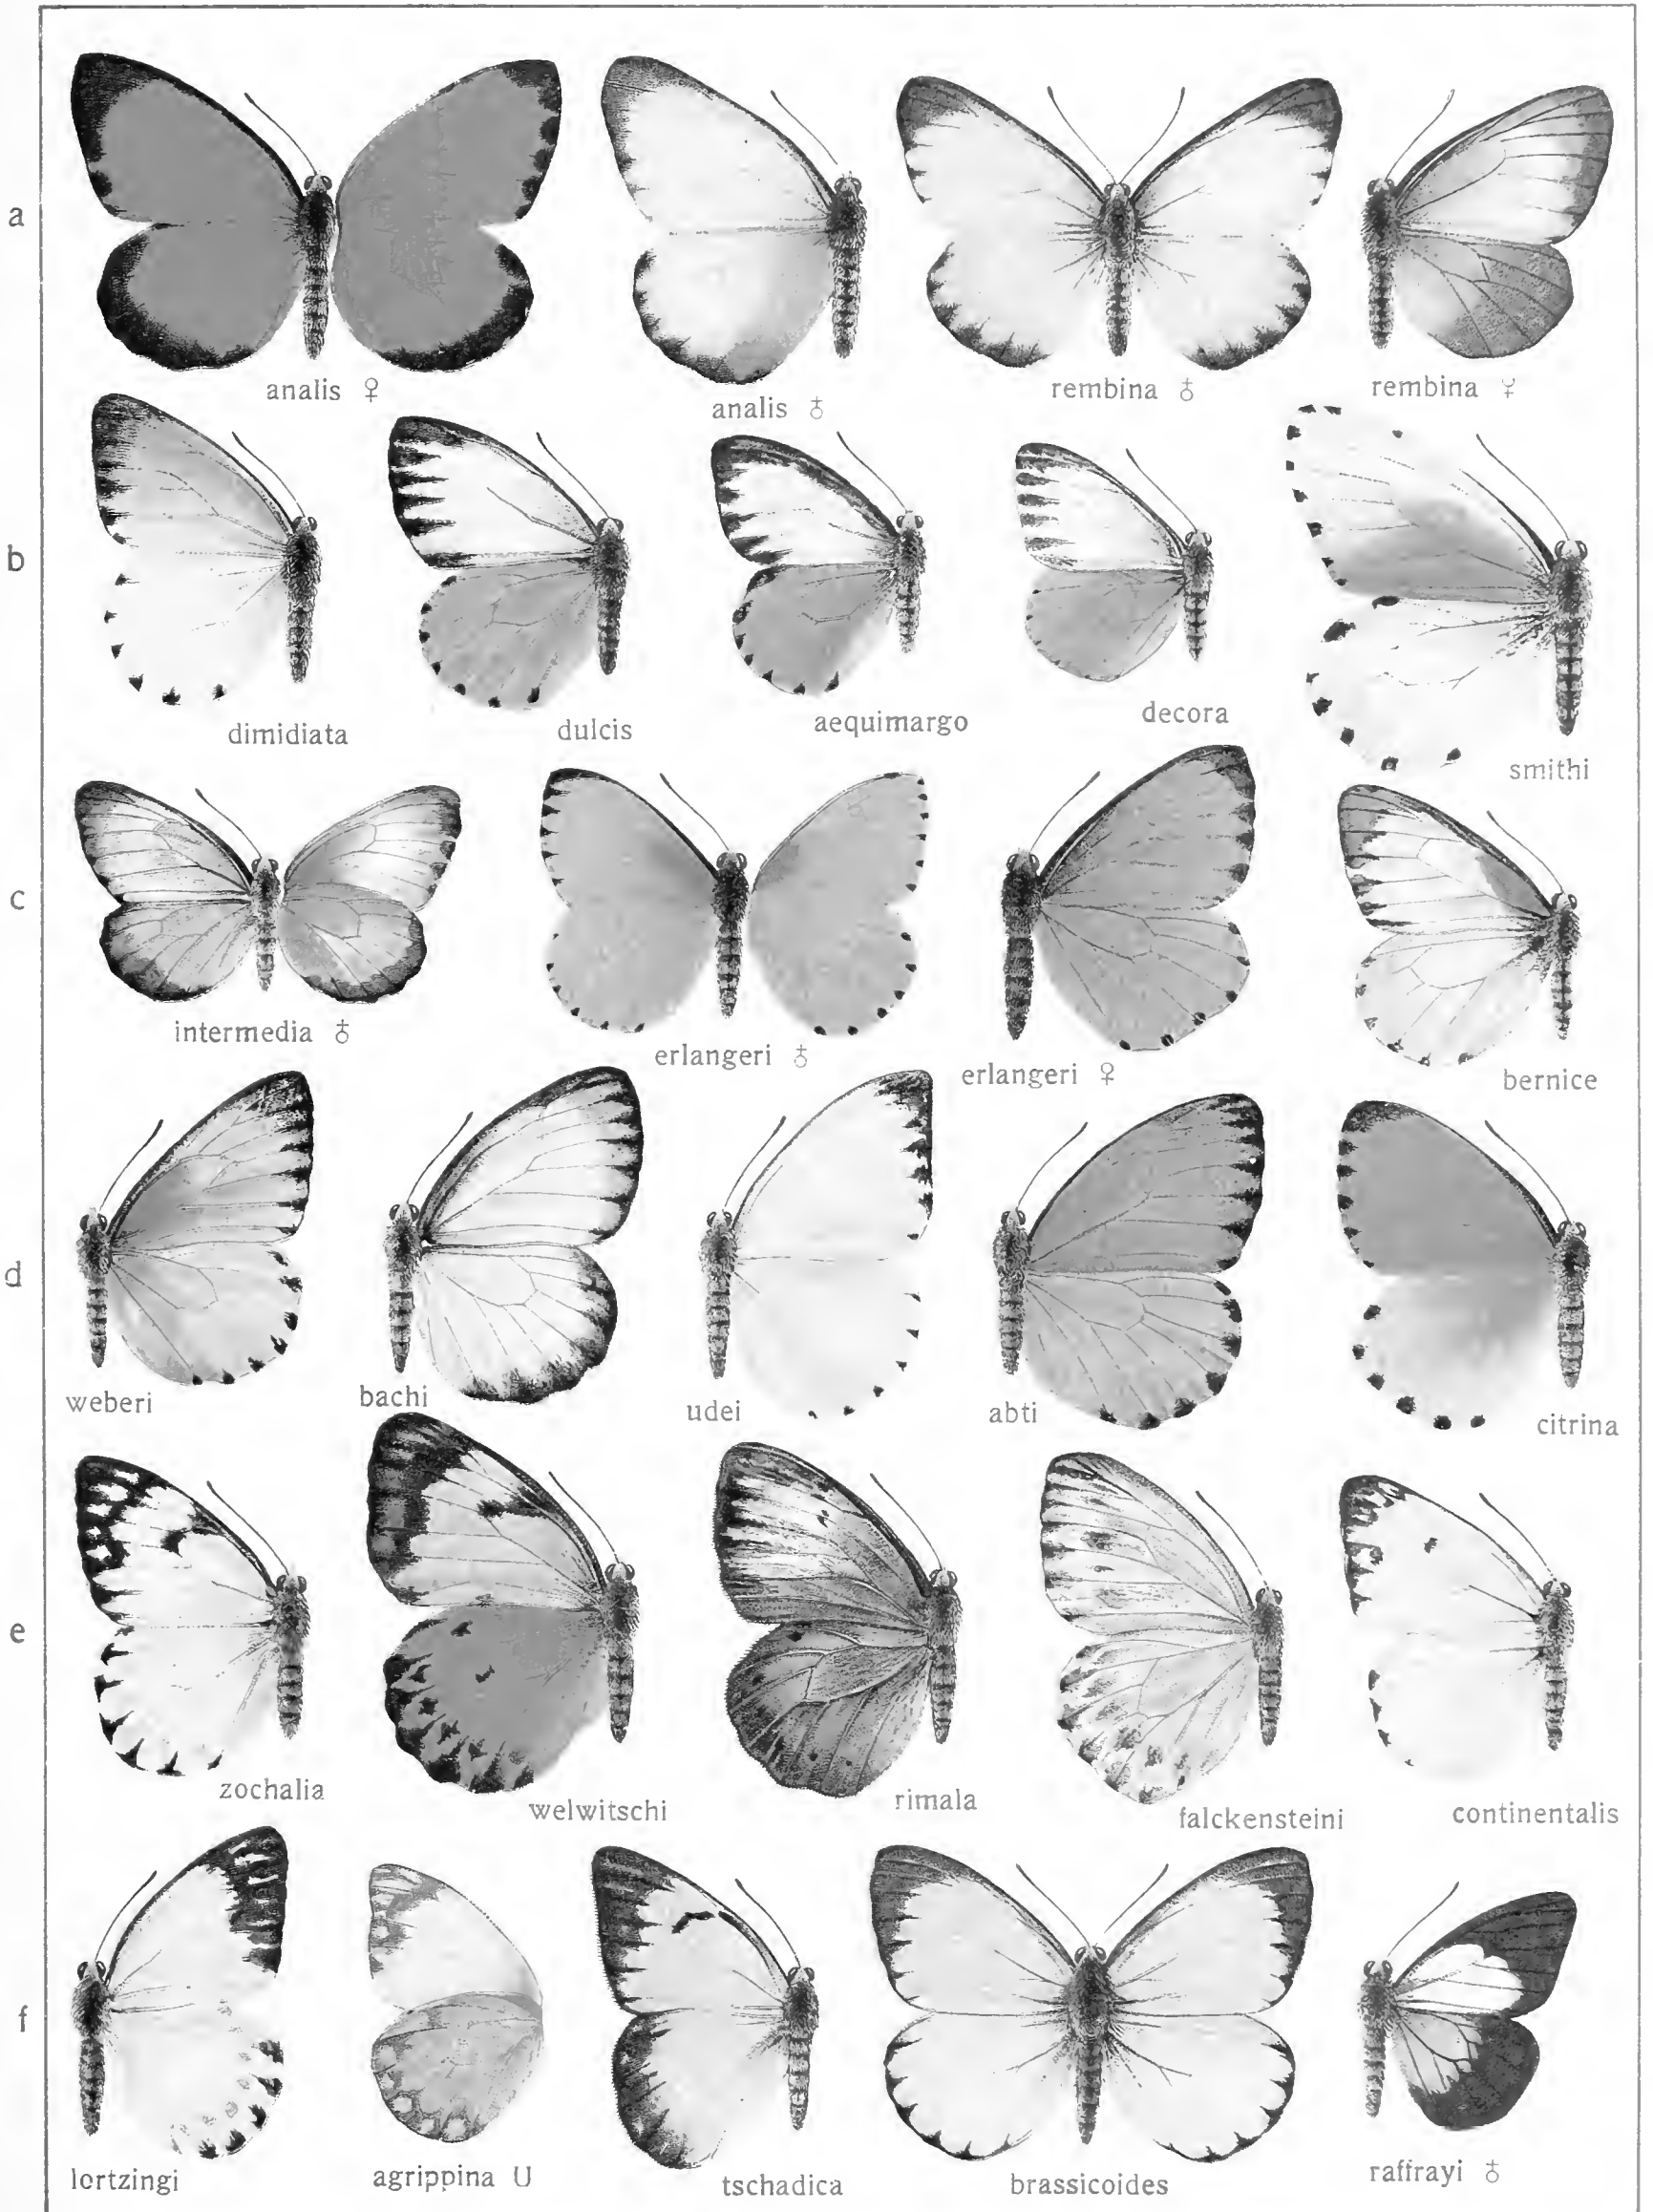 a
analis ♀
analis ♂
rembina ♂
rembina ♀
b
dimidiata
dulcis
aequimargo
decora
smithi
c
intermedia ♂
erlangeri ♂
erlangeri ♀
bernice
d
weberi
bachi
udei
abti
citrina
e
zochalia
welwitschi
rimala
falckensteini
continentalis
f
lortzingi
agrippina U
tschadica
brassicoides
raffrayi ♂